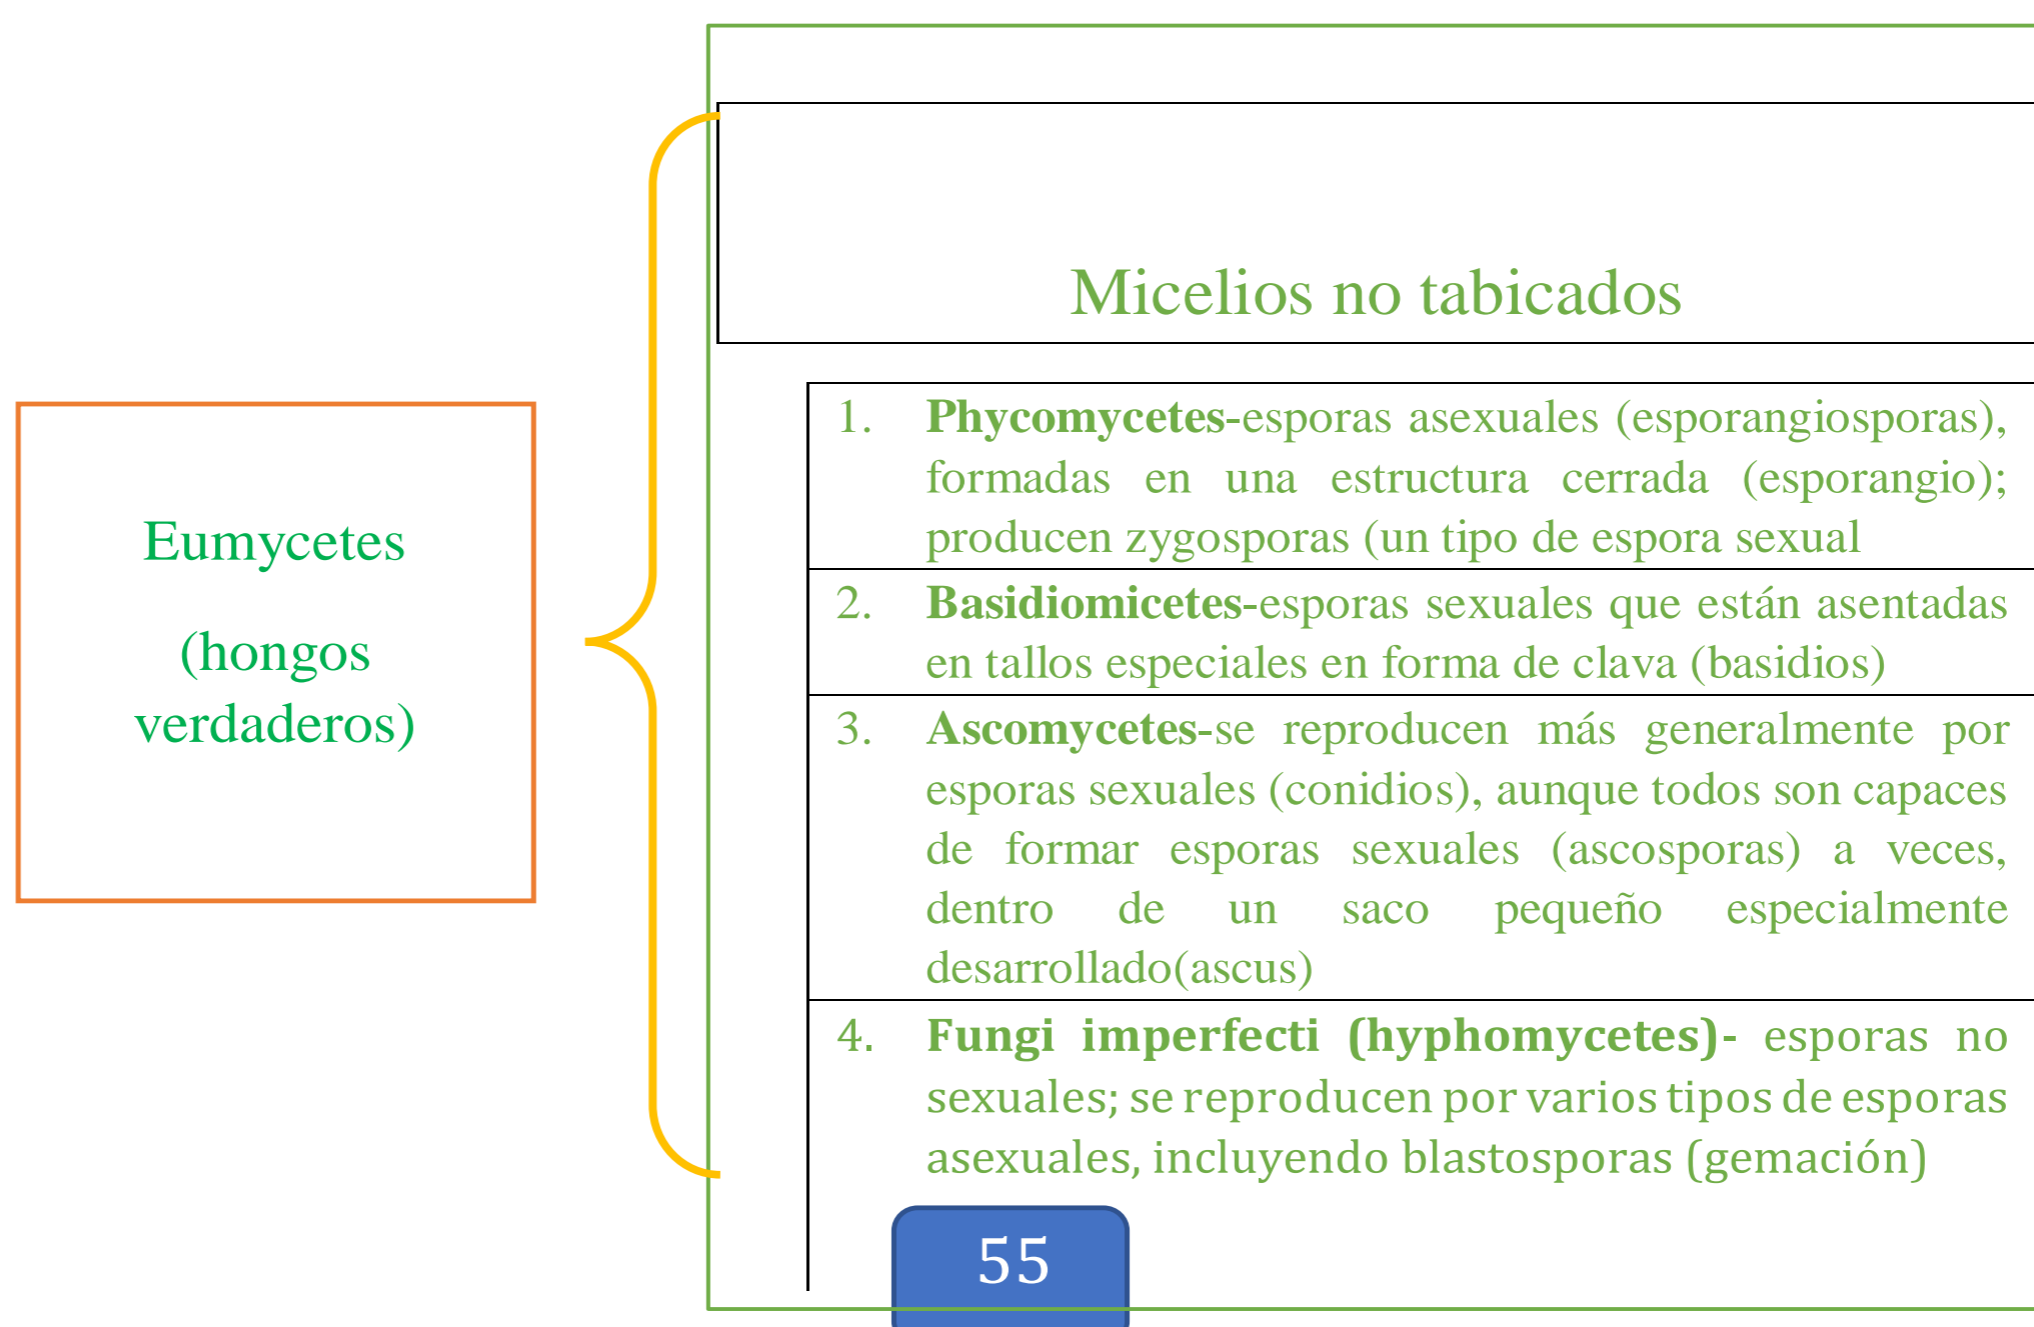 Eumycetes
(hongos
verdaderos)
Micelios no tabicados
1. Phycomycetes-esporas asexuales (esporangiosporas),
formadas en una estructura cerrada (esporangio);
producen zygosporas (un tipo de espora sexual
2. Basidiomicetes-esporas sexuales que están asentadas
en tallos especiales en forma de clava (basidios)
3. Ascomycetes-se reproducen más generalmente por
esporas sexuales (conidios), aunque todos son capaces
de formar esporas sexuales (ascosporas) a veces,
dentro de un saco pequeño especialmente
desarrollado(ascus)
4. Fungi imperfecti (hyphomycetes)- esporas no
sexuales; se reproducen por varios tipos de esporas
asexuales, incluyendo blastosporas (gemación)
55